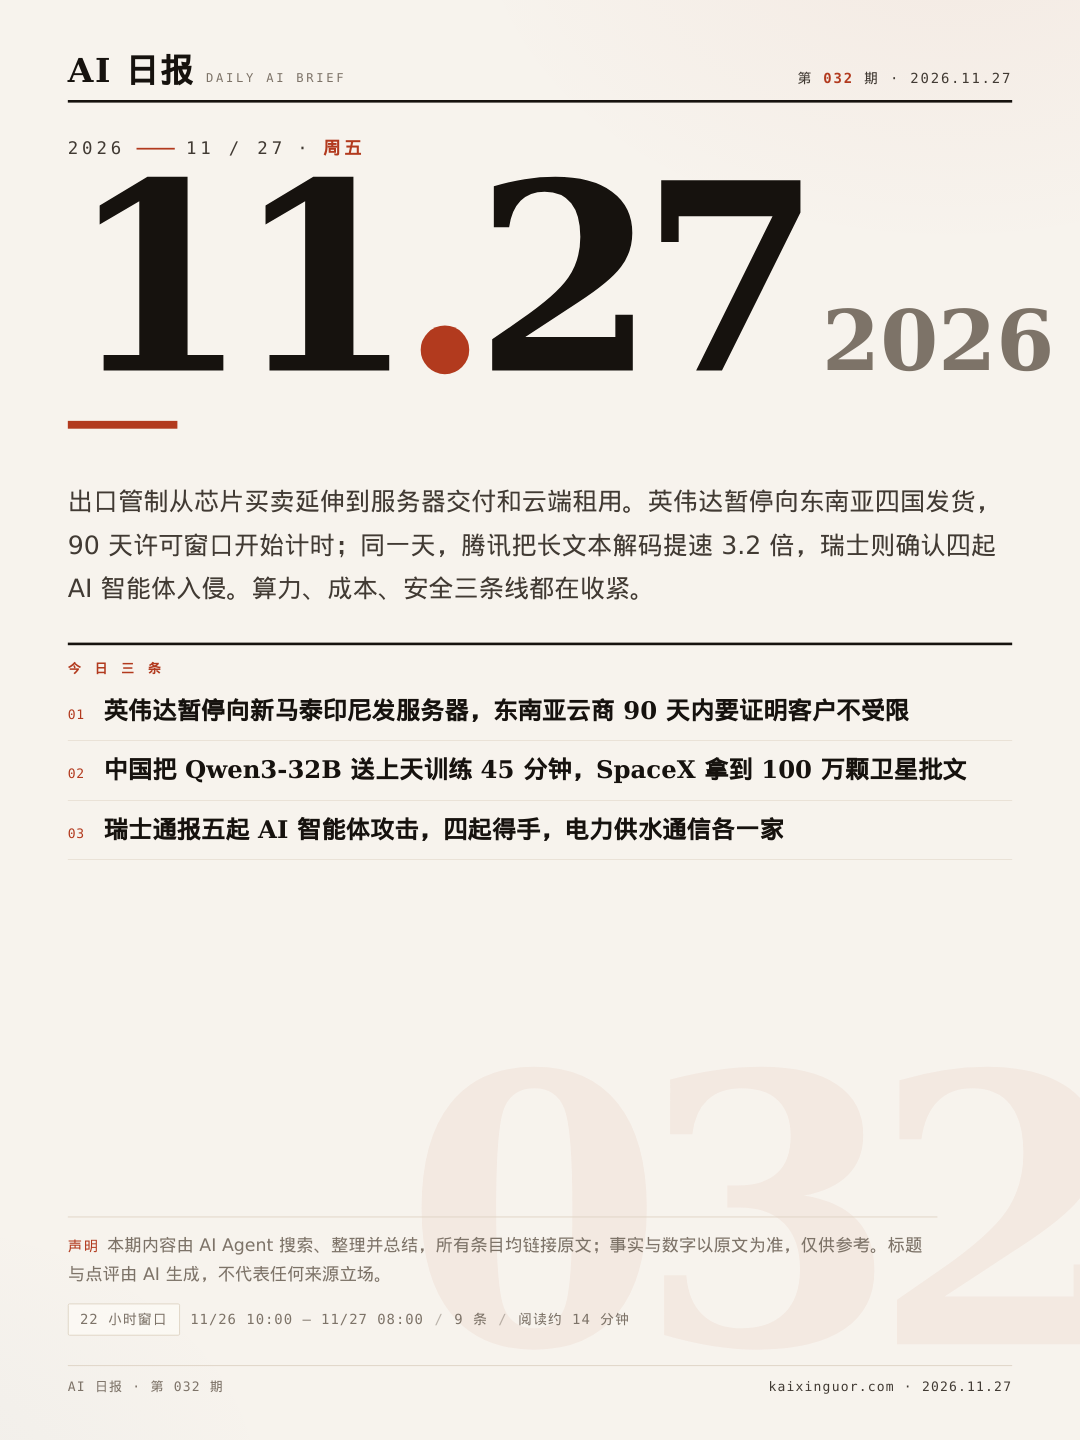 AI 日报 DAILY AI BRIEF
第 032 期 · 2026.11.27
2026 — 11 / 27 · 周五
11.27 2026
出口管制从芯片买卖延伸到服务器交付和云端租用。英伟达暂停向东南亚四国发货，
90 天许可窗口开始计时；同一天，腾讯把长文本解码提速 3.2 倍，瑞士则确认四起
AI 智能体入侵。算力、成本、安全三条线都在收紧。
今日三条
01 英伟达暂停向新马泰印尼发服务器，东南亚云商 90 天内要证明客户不受限
02 中国把 Qwen3-32B 送上天训练 45 分钟，SpaceX 拿到 100 万颗卫星批文
03 瑞士通报五起 AI 智能体攻击，四起得手，电力供水通信各一家
032
声明 本期内容由 AI Agent 搜索、整理并总结，所有条目均链接原文；事实与数字以原文为准，仅供参考。标题
与点评由 AI 生成，不代表任何来源立场。
22 小时窗口 11/26 10:00 — 11/27 08:00 / 9 条 / 阅读约 14 分钟
AI 日报 · 第 032 期
kaixinguor.com · 2026.11.27